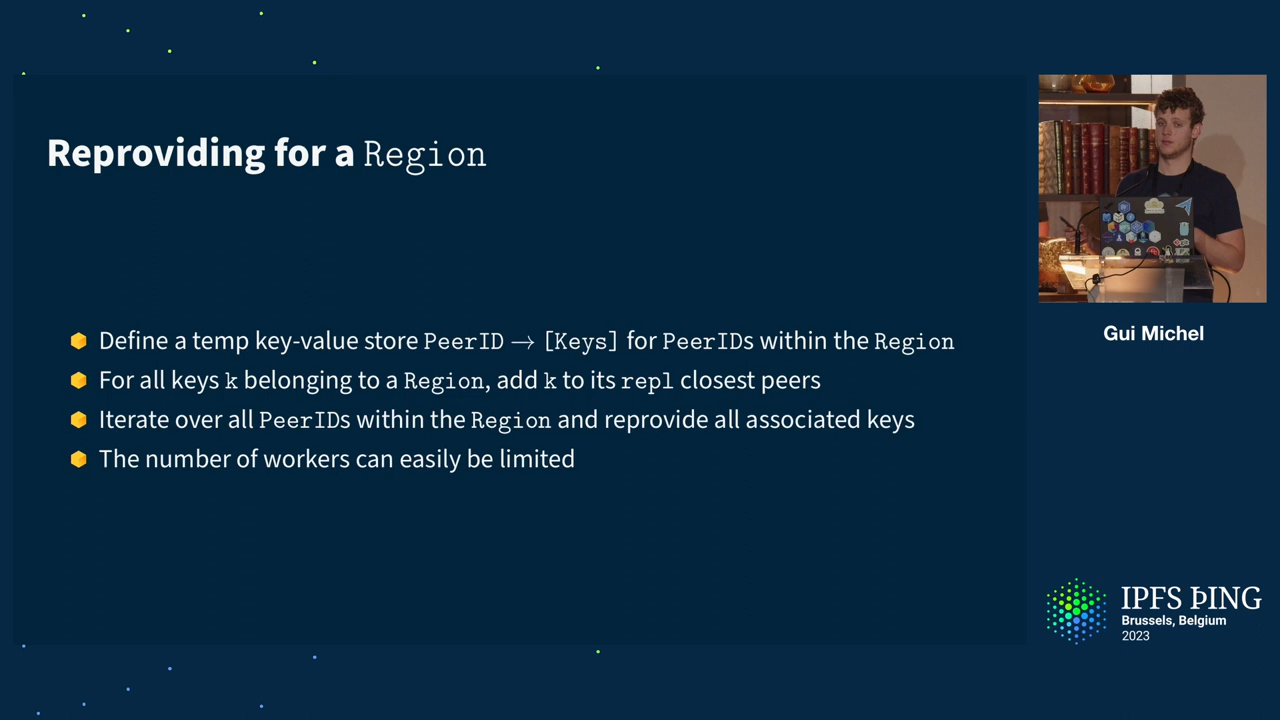 Reproviding for a Region
Define a temp key-value store PeerID → [Keys] for PeerIDs within the Region
For all keys k belonging to a Region, add k to its repl closest peers
Iterate over all PeerIDs within the Region and reprovide all associated keys
The number of workers can easily be limited
Gui Michel
IPFS ÞING
Brussels, Belgium
2023